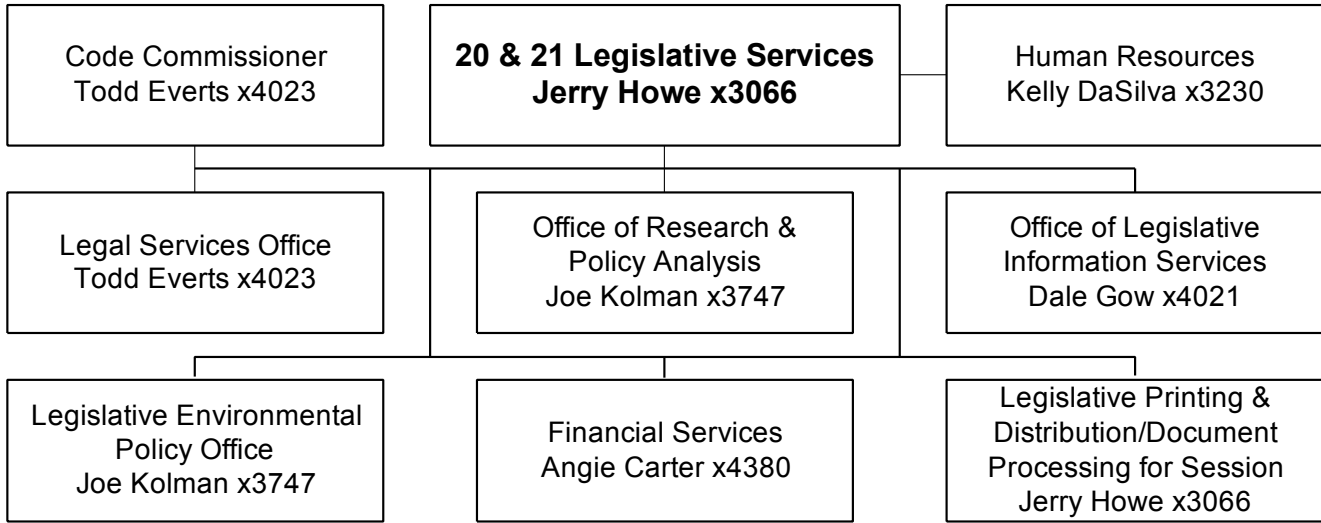 Code Commissioner
Todd Everts x4023
20 & 21 Legislative Services
Jerry Howe x3066
Human Resources
Kelly DaSilva x3230
Legal Services Office
Todd Everts x4023
Office of Research &
Policy Analysis
Joe Kolman x3747
Office of Legislative
Information Services
Dale Gow x4021
Legislative Environmental
Policy Office
Joe Kolman x3747
Financial Services
Angie Carter x4380
Legislative Printing &
Distribution/Document
Processing for Session
Jerry Howe x3066